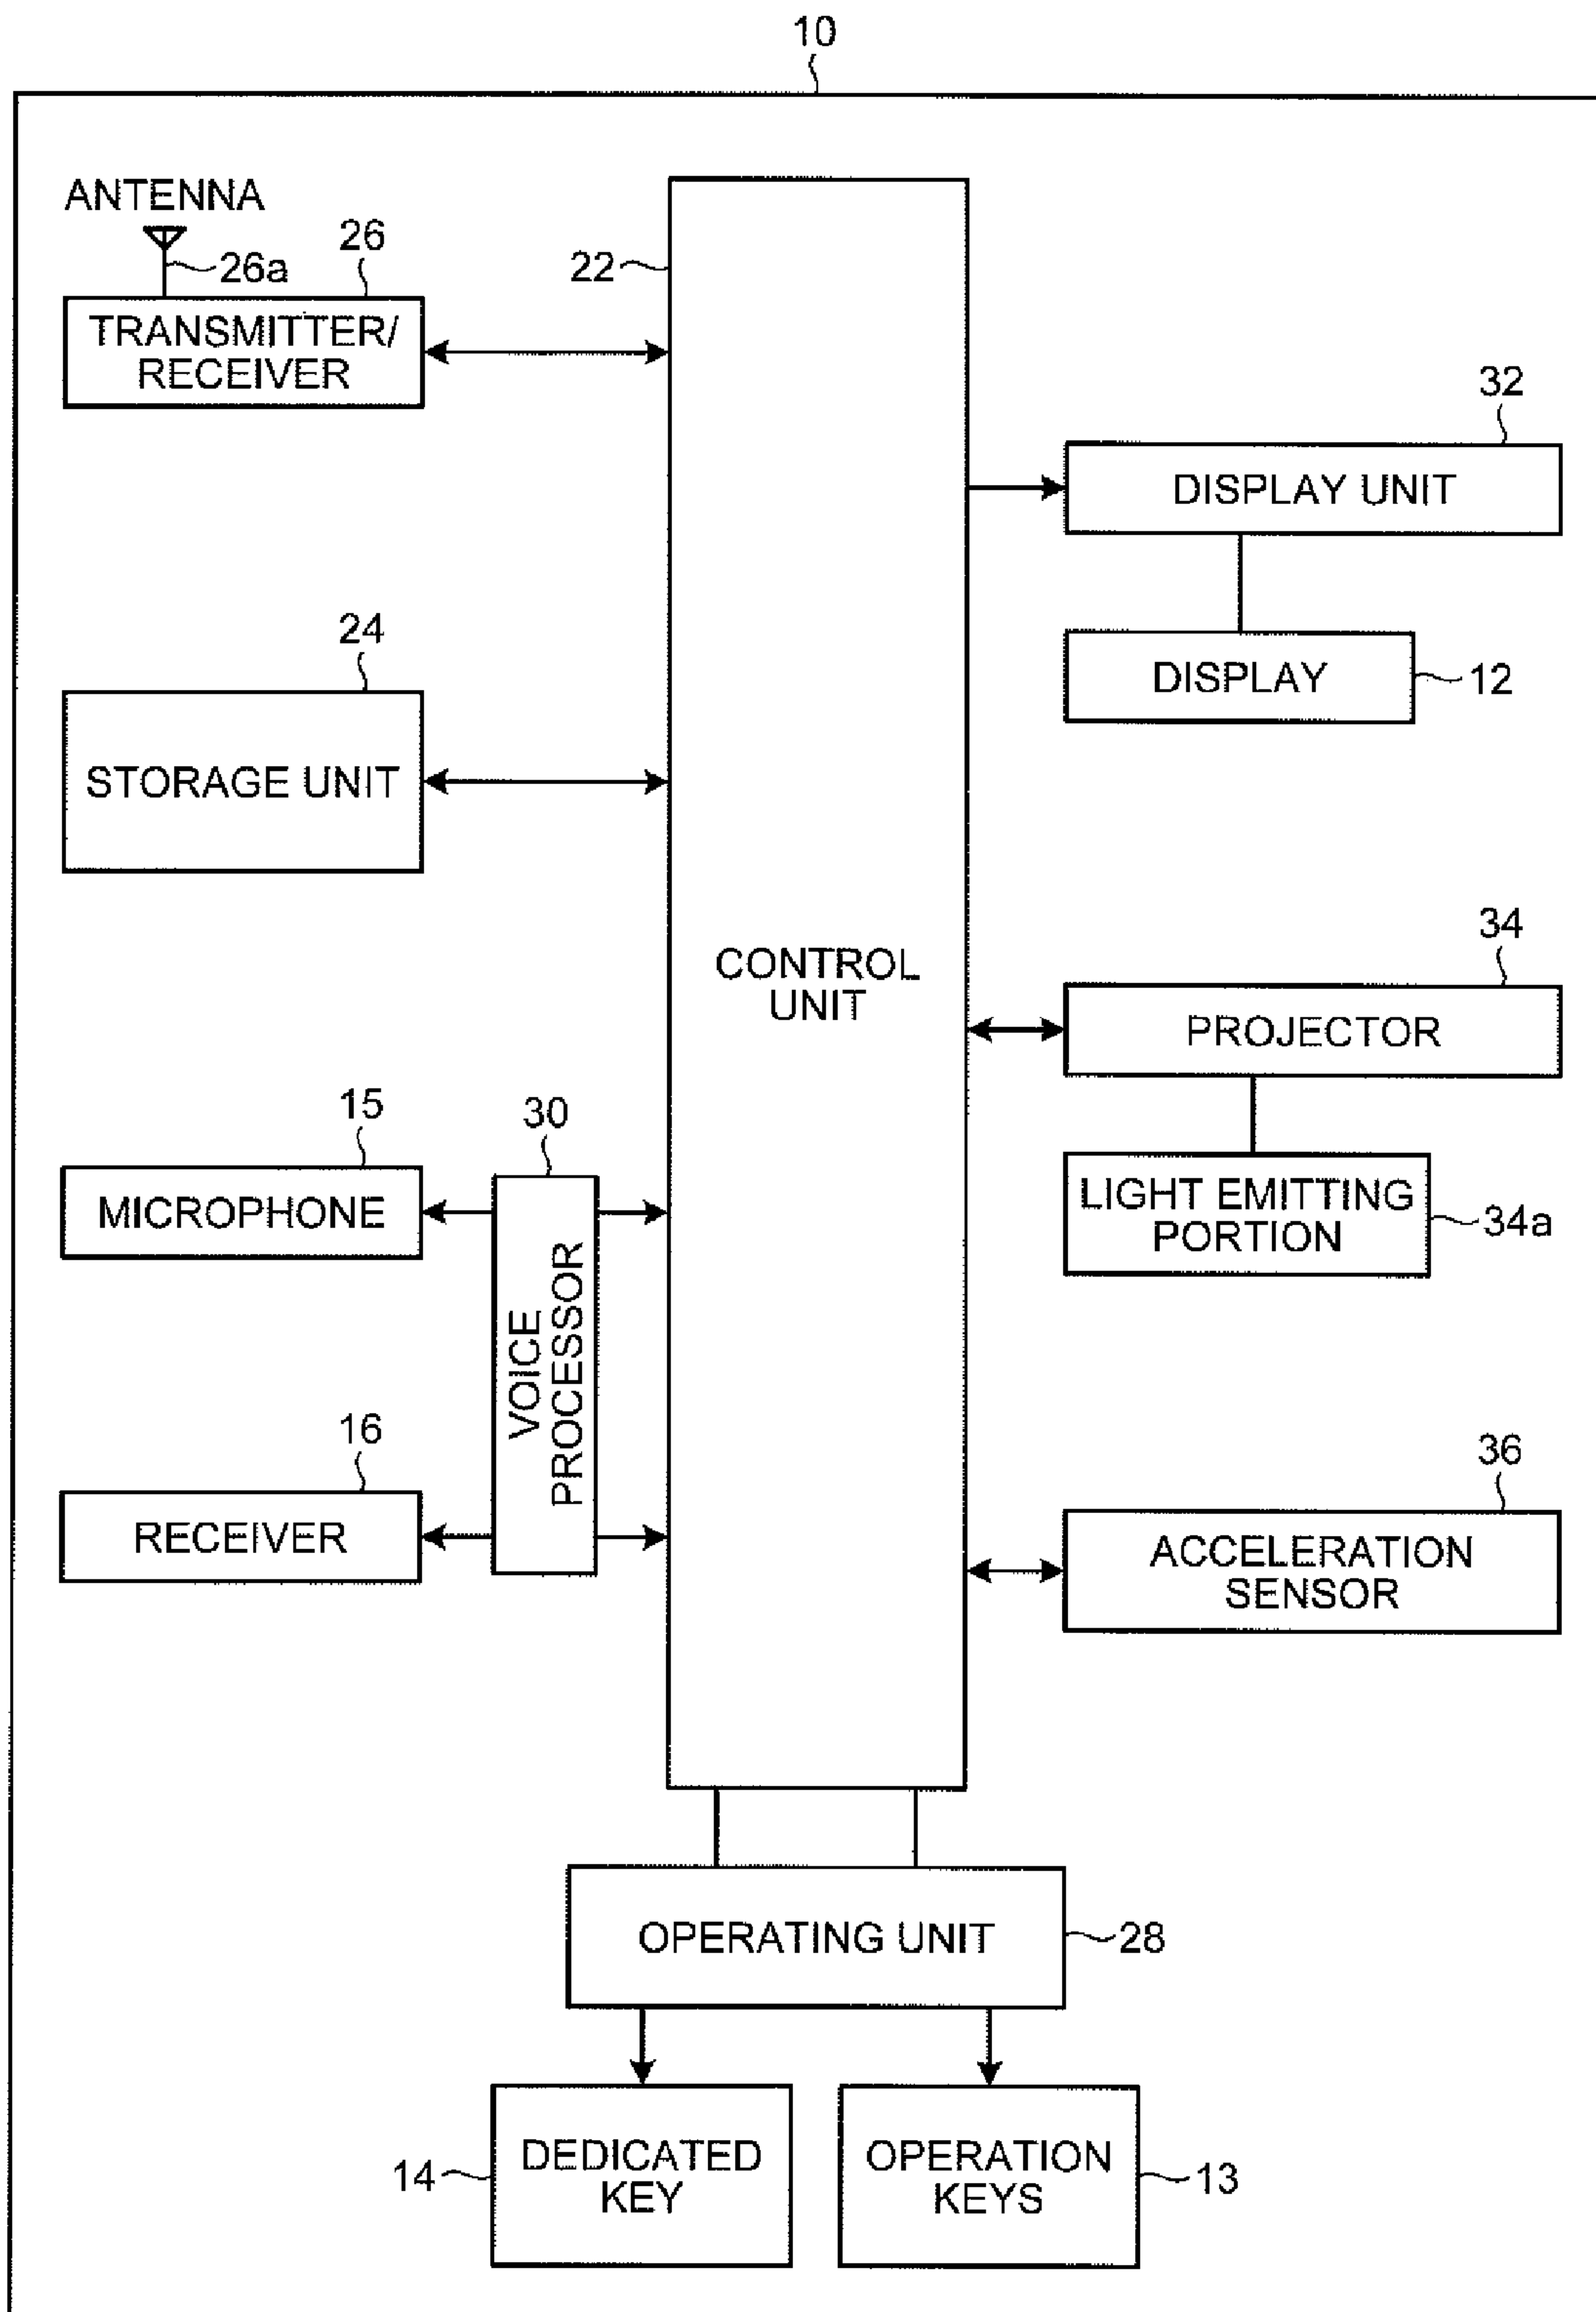 10
ANTENNA
26
26a
22
TRANSMITTER/
RECEIVER
32
DISPLAY UNIT
24
DISPLAY
12
STORAGE UNIT
34
CONTROL
UNIT
PROJECTOR
15
30
MICROPHONE
LIGHT EMITTING
PORTION
34a
VOICE
PROCESSOR
16
36
RECEIVER
ACCELERATION
SENSOR
OPERATING UNIT
28
14
DEDICATED
KEY
OPERATION
KEYS
13